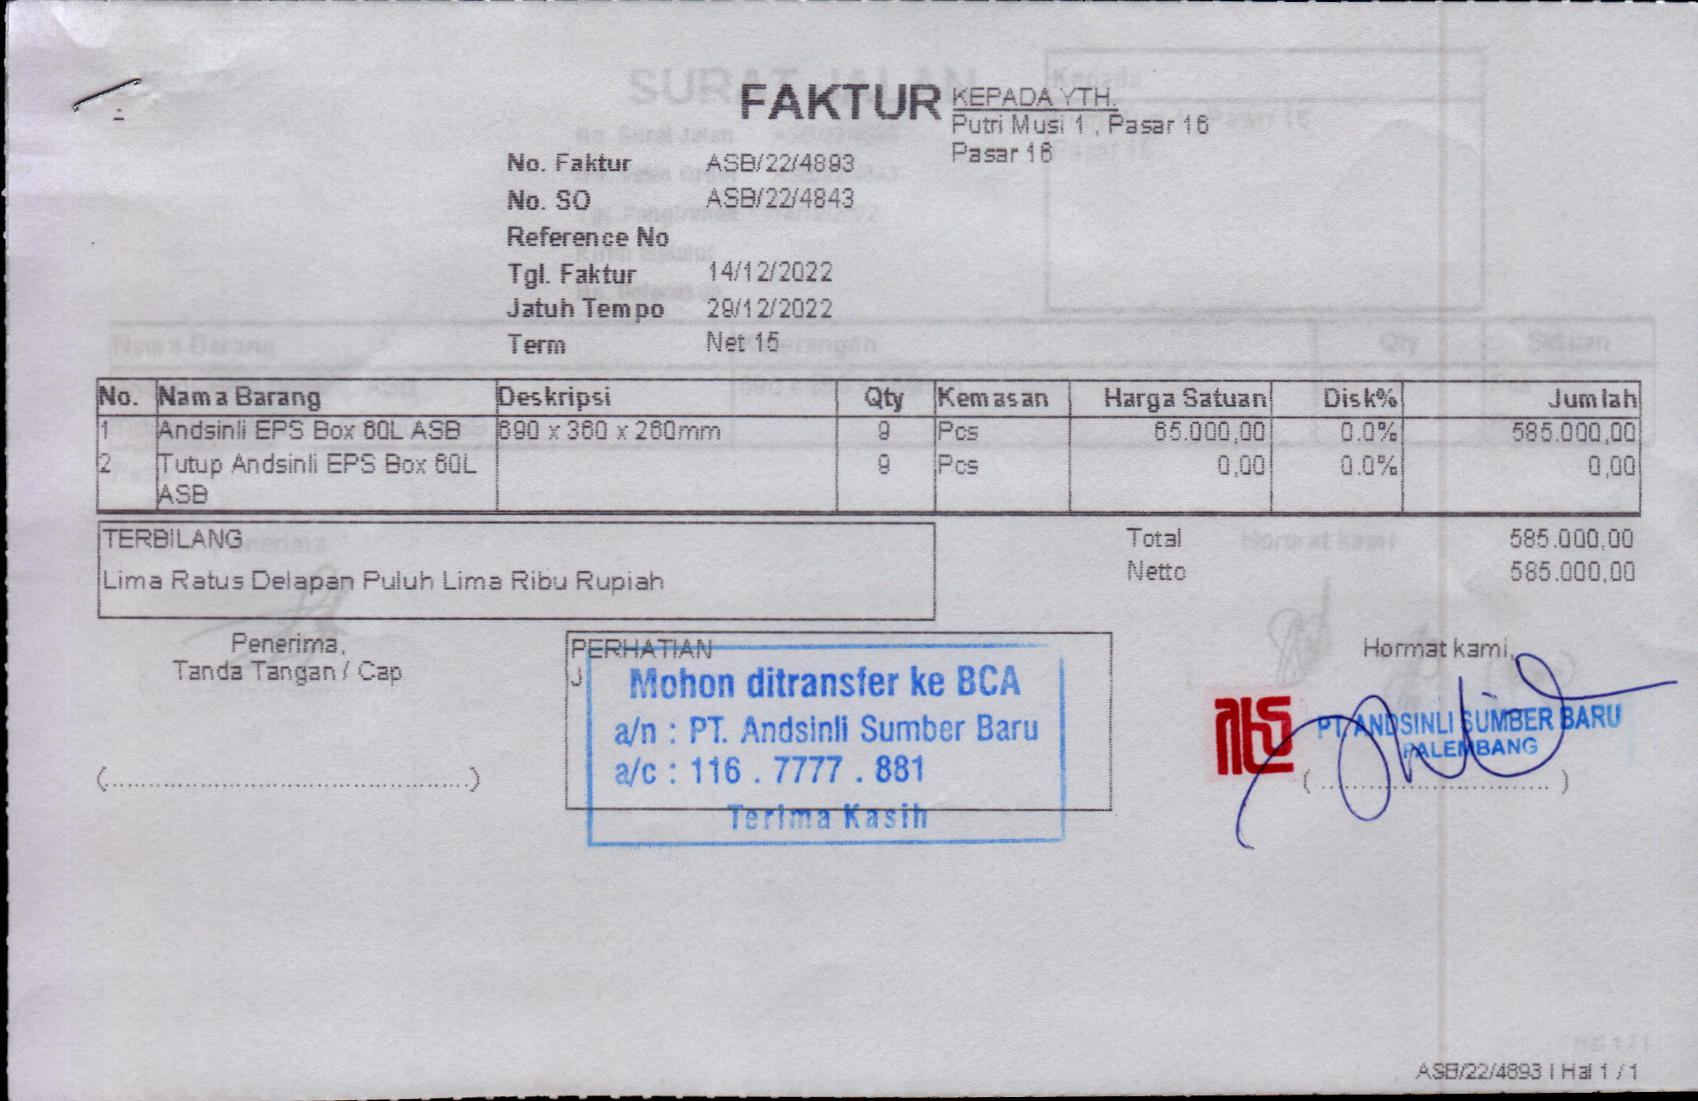 FAKTUR
KEPADA YTH.
Putri Musi 1 , Pasar 16
Pasar 16
No. Faktur ASB/22/4893
No. SO ASB/22/4843
Reference No
Tgl. Faktur 14/12/2022
Jatuh Tempo 29/12/2022
Term Net 15
No. Nama Barang Deskripsi Qty Kemasan Harga Satuan Disk% Jumlah
1 Andsinli EPS Box 60L ASB 690 x 360 x 260mm 9 Pcs 65.000,00 0.0% 585.000,00
2 Tutup Andsinli EPS Box 60L 9 Pcs 0,00 0.0% 0,00
ASB
TERBILANG
Lima Ratus Delapan Puluh Lima Ribu Rupiah
Total 585.000,00
Netto 585.000,00
Penerima,
Tanda Tangan / Cap
(................................................)
PERHATIAN
J
Mohon ditransfer ke BCA
a/n : PT. Andsinli Sumber Baru
a/c : 116 . 7777 . 881
Terima Kasih
Hormat kami,
PT. ANDSINLI SUMBER BARU
PALEMBANG
( .............................. )
ASB/22/4893 | Hal 1 / 1